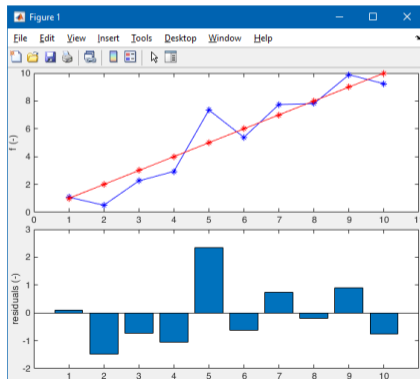 Figure 1
File Edit View Insert Tools Desktop Window Help
10
8
6
4
2
0
f (-)
0 1 2 3 4 5 6 7 8 9 10 1
3
2
1
0
-1
-2
residuals (-)
1 2 3 4 5 6 7 8 9 10